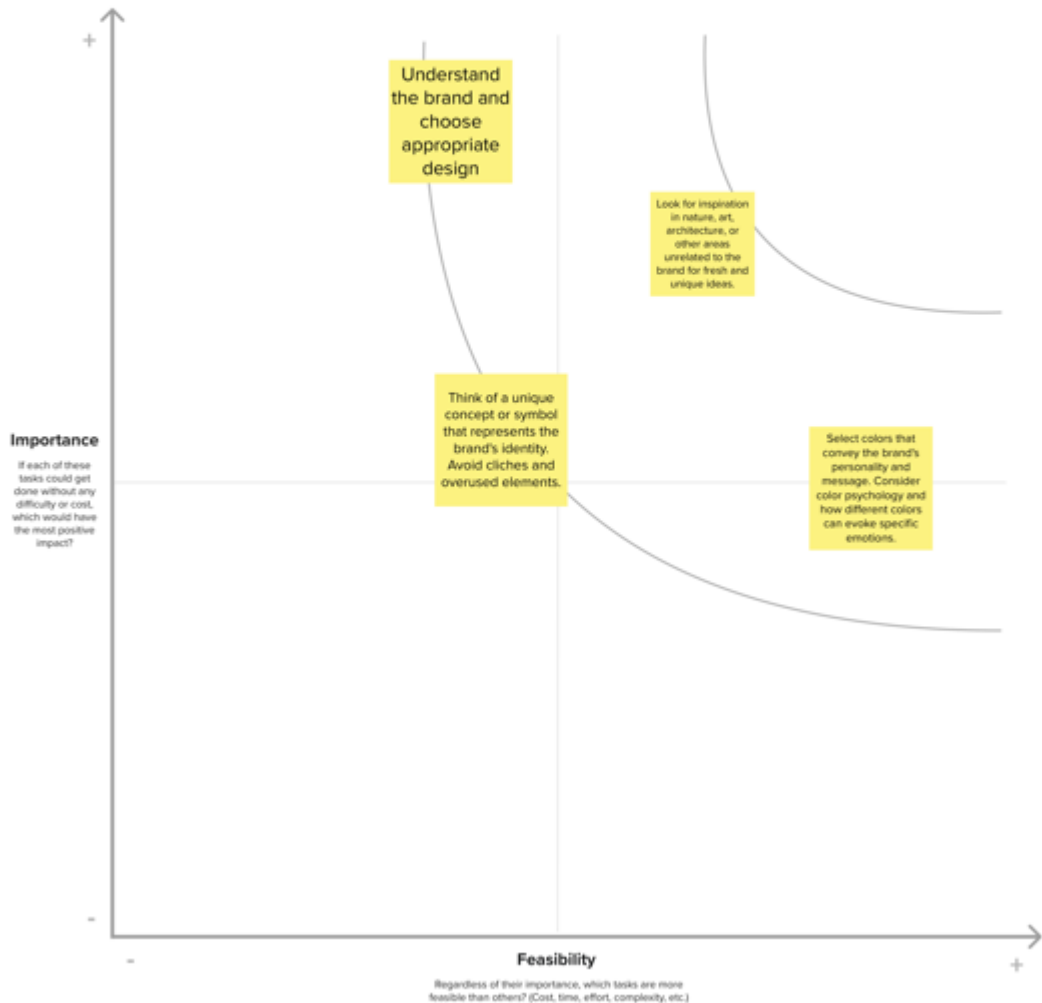 +
Understand
the brand and
choose
appropriate
design
Look for inspiration
in nature, art,
architecture, or
other areas
unrelated to the
brand for fresh and
unique ideas.
Think of a unique
concept or symbol
that represents the
brand's identity.
Avoid cliches and
overused elements.
Select colors that
convey the brand's
personality and
message. Consider
color psychology and
how different colors
can evoke specific
emotions.
Importance
If each of these
tasks could get
done without any
difficulty or cost,
which would have
the most positive
impact?
-
-
Feasibility
+
Regardless of their importance, which tasks are more
feasible than others? (Cost, time, effort, complexity, etc.)